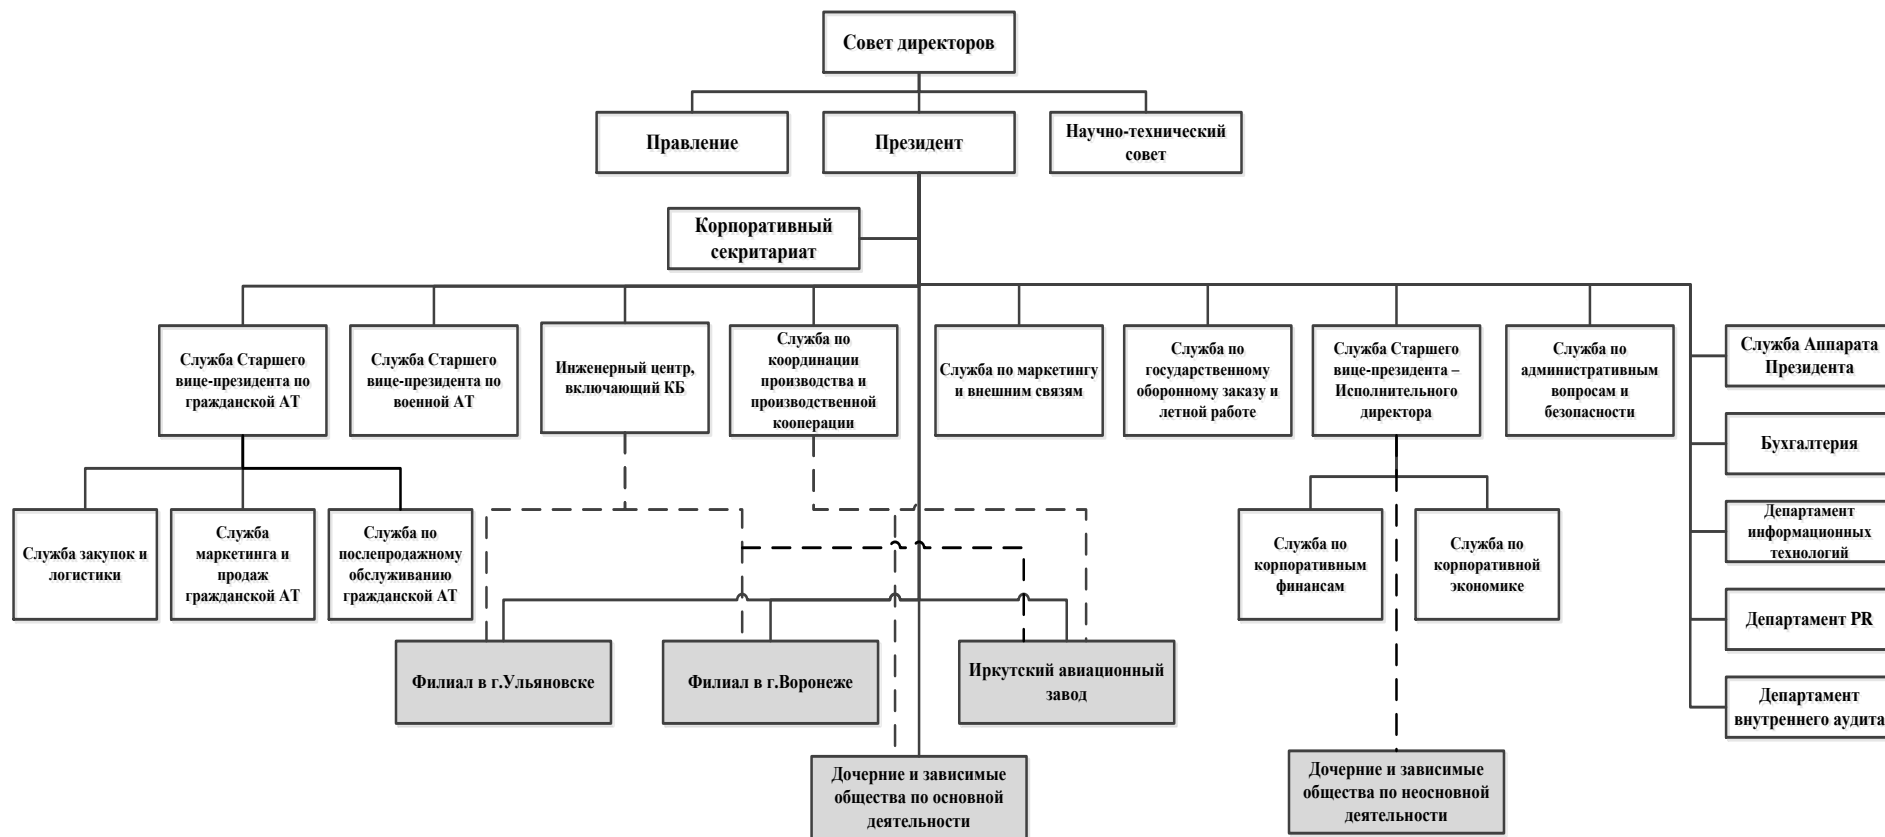 Совет директоров
Правление
Президент
Научно-технический
совет
Корпоративный
секритариат
Служба Старшего
вице-президента по
гражданской АТ
Служба Старшего
вице-президента по
военной АТ
Инженерный центр,
включающий КБ
Служба по
координации
производства и
производственной
кооперации
Служба по маркетингу
и внешним связям
Служба по
государственному
оборонному заказу и
летной работе
Служба Старшего
вице-президента –
Исполнительного
директора
Служба по
административным
вопросам и
безопасности
Служба Аппарата
Президента
Бухгалтерия
Департамент
информационных
технологий
Департамент PR
Департамент
внутреннего аудита
Служба закупок и
логистики
Служба
маркетинга и
продаж
гражданской АТ
Служба по
послепродажному
обслуживанию
гражданской АТ
Служба по
корпоративным
финансам
Служба по
корпоративной
экономике
Филиал в г.Ульяновске
Филиал в г.Воронеже
Иркутский авиационный
завод
Дочерние и зависимые
общества по основной
деятельности
Дочерние и зависимые
общества по неосновной
деятельности